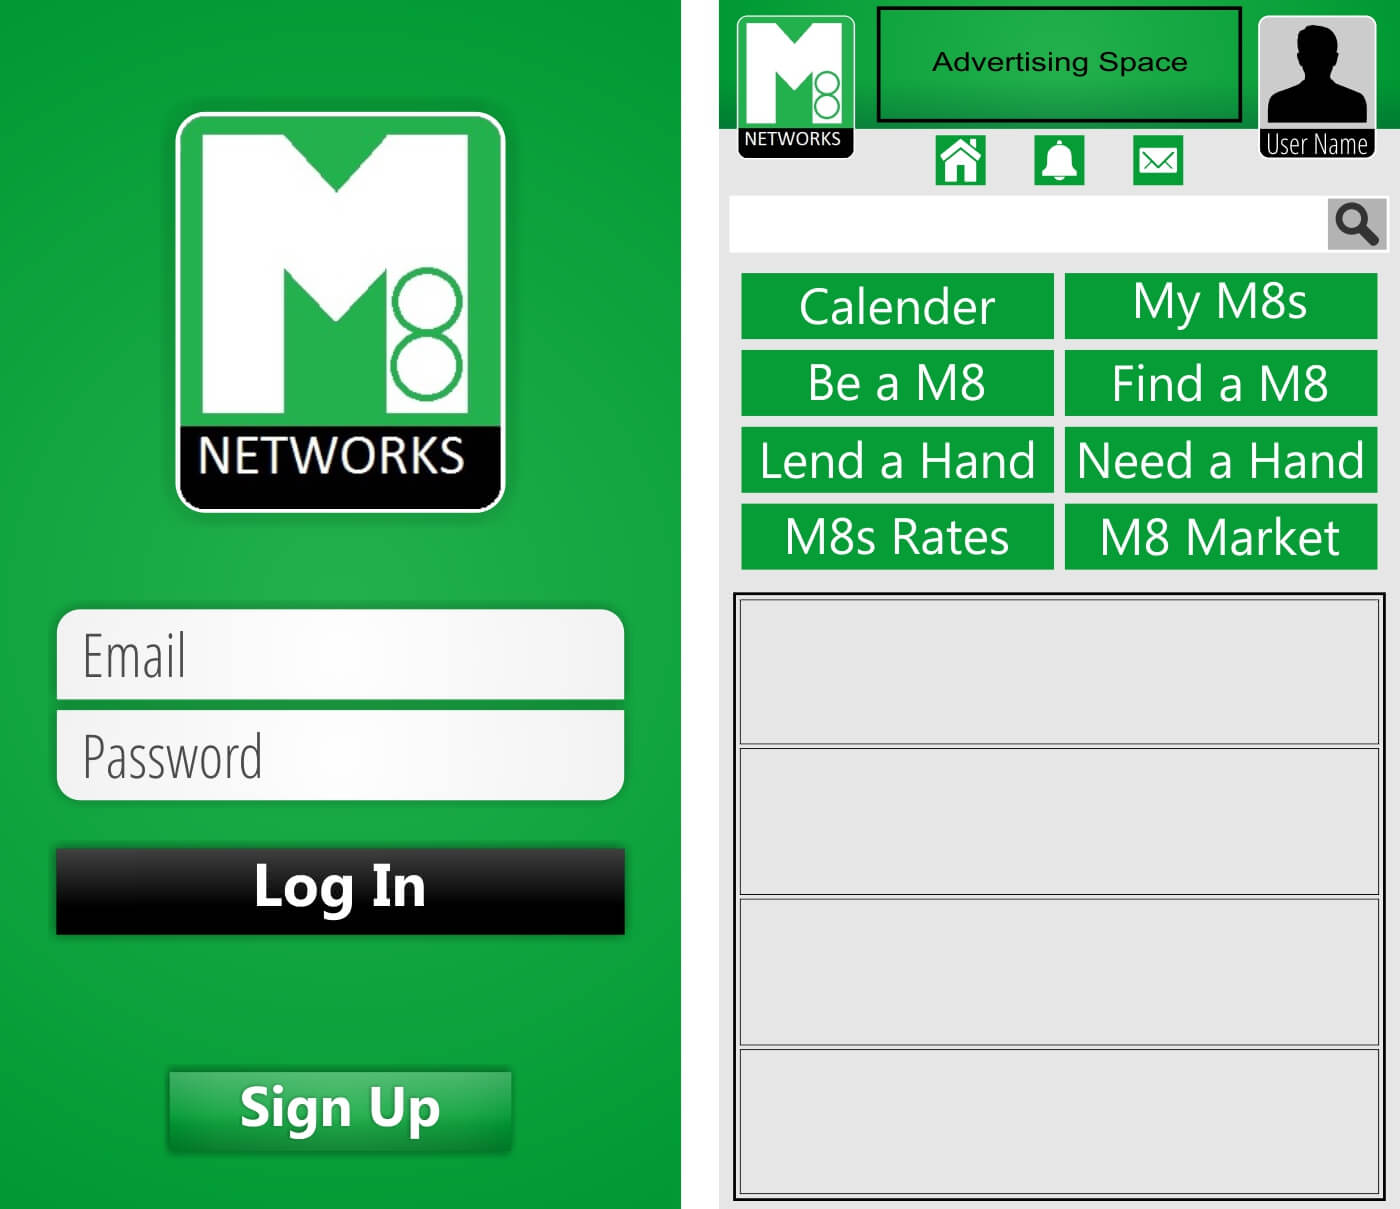 M8
NETWORKS
Email
Password
Log In
Sign Up
M8
NETWORKS
Advertising Space
User Name
Calender
My M8s
Be a M8
Find a M8
Lend a Hand
Need a Hand
M8s Rates
M8 Market